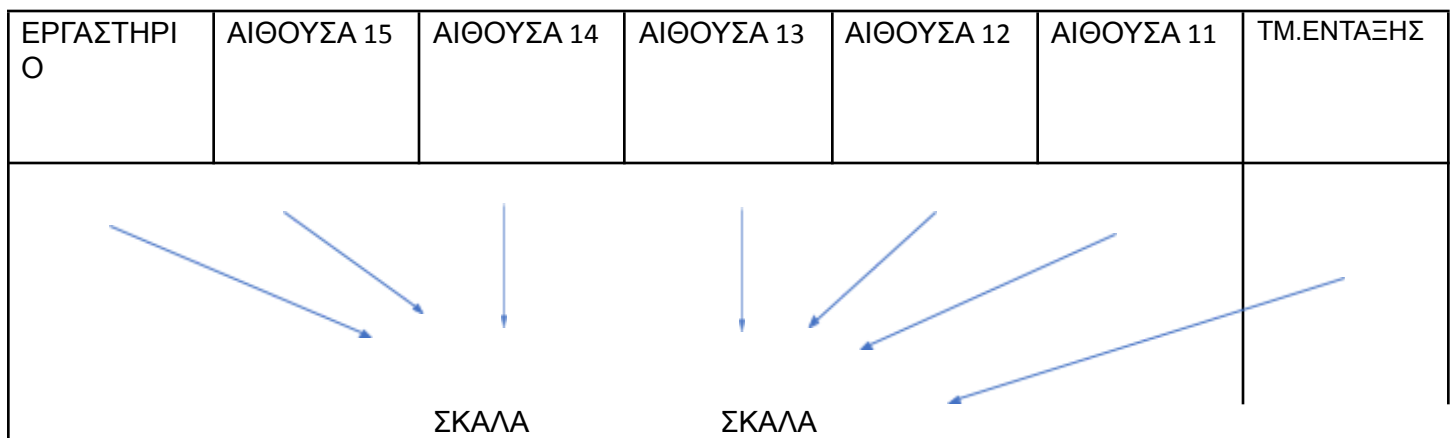 ΕΡΓΑΣΤΗΡΙ
Ο
ΑΙΘΟΥΣΑ 15
ΑΙΘΟΥΣΑ 14
ΑΙΘΟΥΣΑ 13
ΑΙΘΟΥΣΑ 12
ΑΙΘΟΥΣΑ 11
ΤΜ.ΕΝΤΑΞΗΣ
ΣΚΑΛΑ
ΣΚΑΛΑ